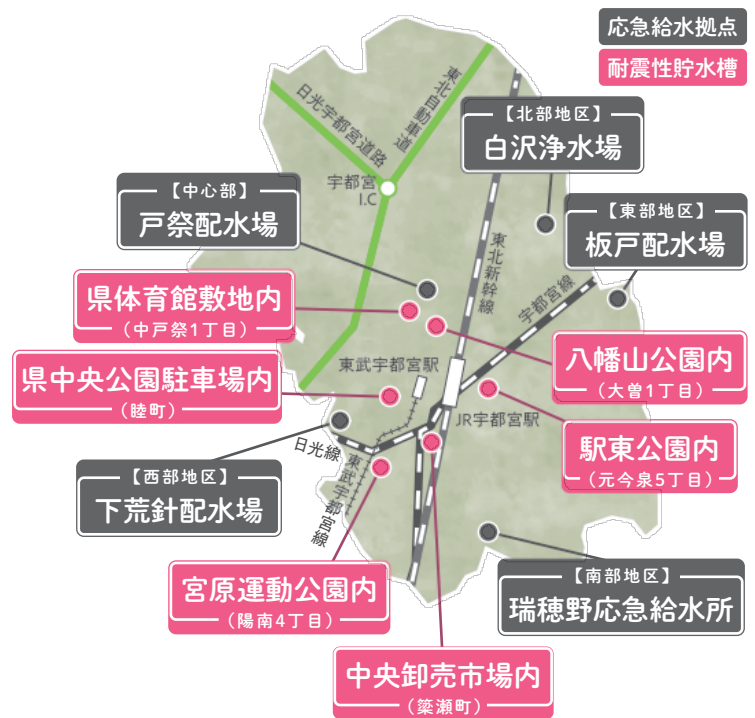 応急給水拠点
耐震性貯水槽
東北自動車道
日光宇都宮道路
【北部地区】
白沢浄水場
宇都宮
I.C
【中心部】
戸祭配水場
【東部地区】
板戸配水場
東北新幹線
宇都宮線
県体育館敷地内
(中戸祭1丁目)
八幡山公園内
(大曽1丁目)
県中央公園駐車場内
(睦町)
東武宇都宮駅
JR宇都宮駅
駅東公園内
(元今泉5丁目)
日光線
東武宇都宮線
【西部地区】
下荒針配水場
【南部地区】
瑞穂野応急給水所
宮原運動公園内
(陽南4丁目)
中央卸売市場内
(簗瀬町)